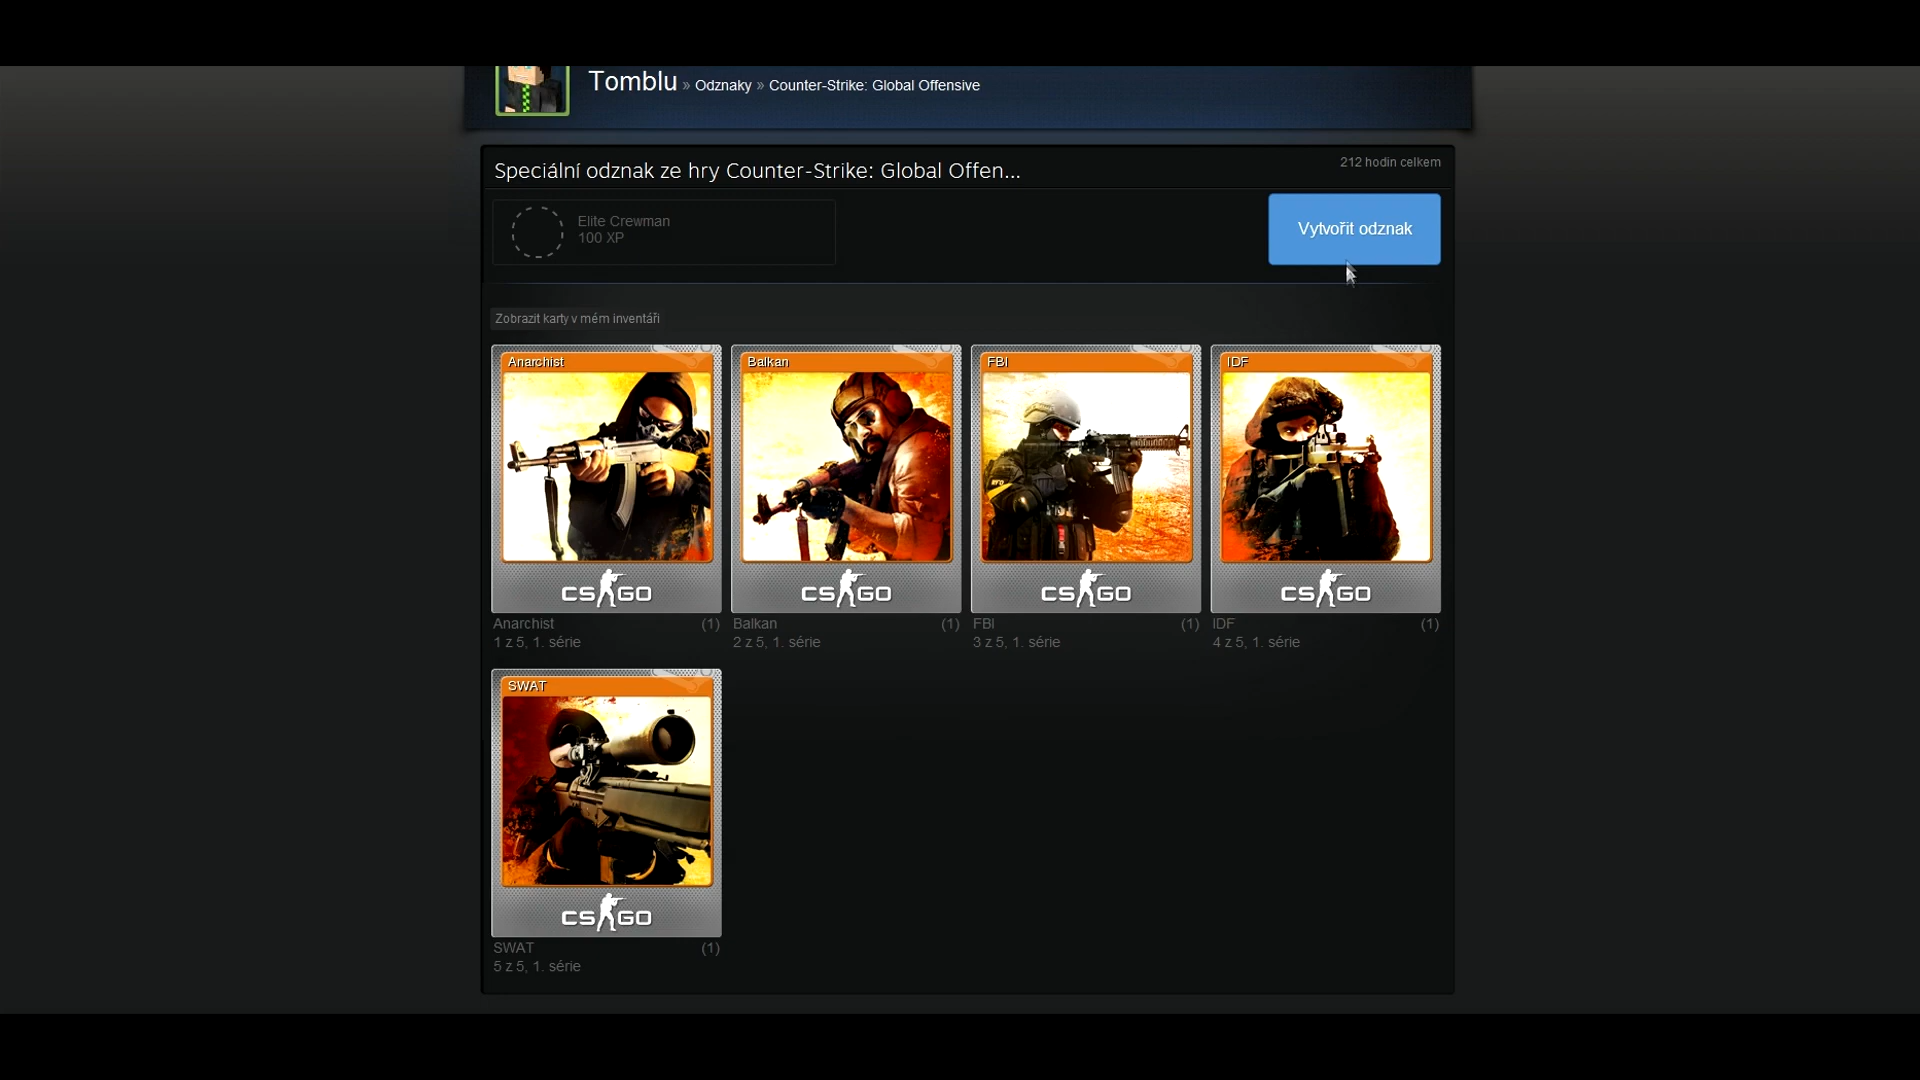 Tomblu » Odznaky » Counter-Strike: Global Offensive
Speciální odznak ze hry Counter-Strike: Global Offen...
212 hodin celkem
Elite Crewman
100 XP
Vytvořit odznak
Zobrazit karty v mém inventáři
Anarchist
Balkan
FBI
IDF
CS GO
CS GO
CS GO
CS GO
Anarchist (1)
1 z 5, 1. série
Balkan (1)
2 z 5, 1. série
FBI (1)
3 z 5, 1. série
IDF (1)
4 z 5, 1. série
SWAT
CS GO
SWAT (1)
5 z 5, 1. série